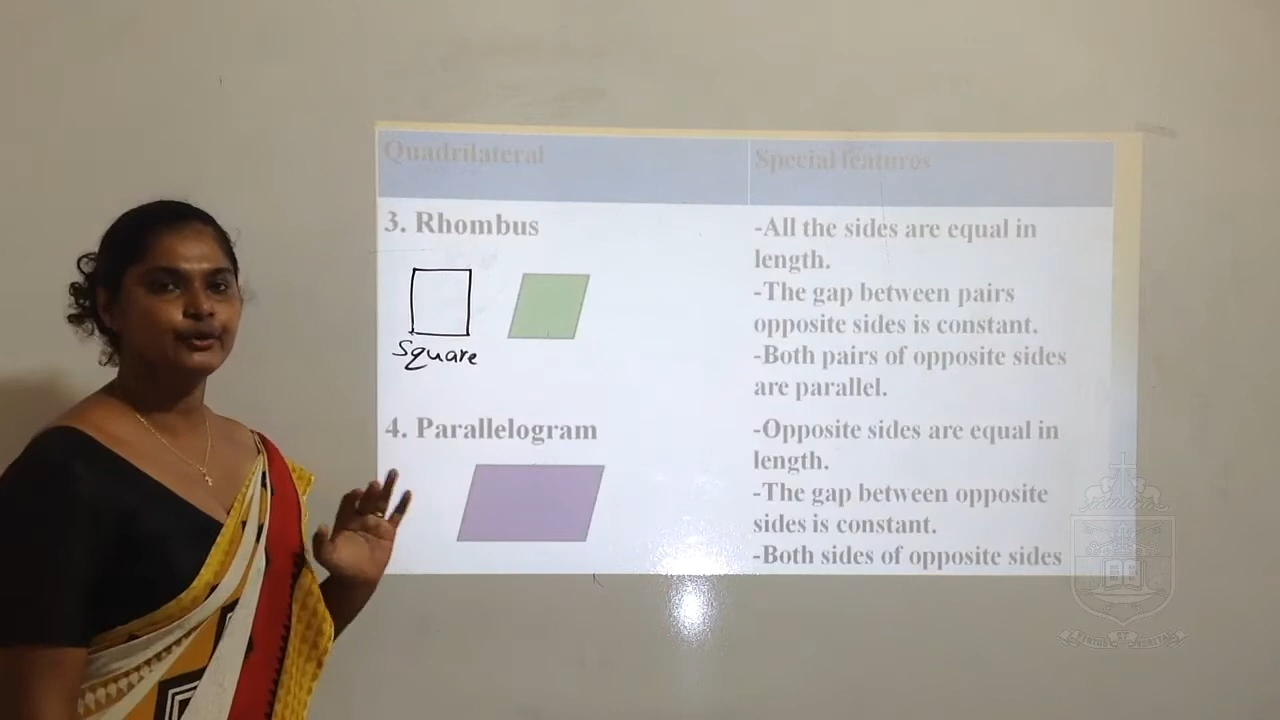 Quadrilateral
Special features
3. Rhombus
-All the sides are equal in
length.
-The gap between pairs
opposite sides is constant.
-Both pairs of opposite sides
are parallel.
square
4. Parallelogram
-Opposite sides are equal in
length.
-The gap between opposite
sides is constant.
-Both sides of opposite sides